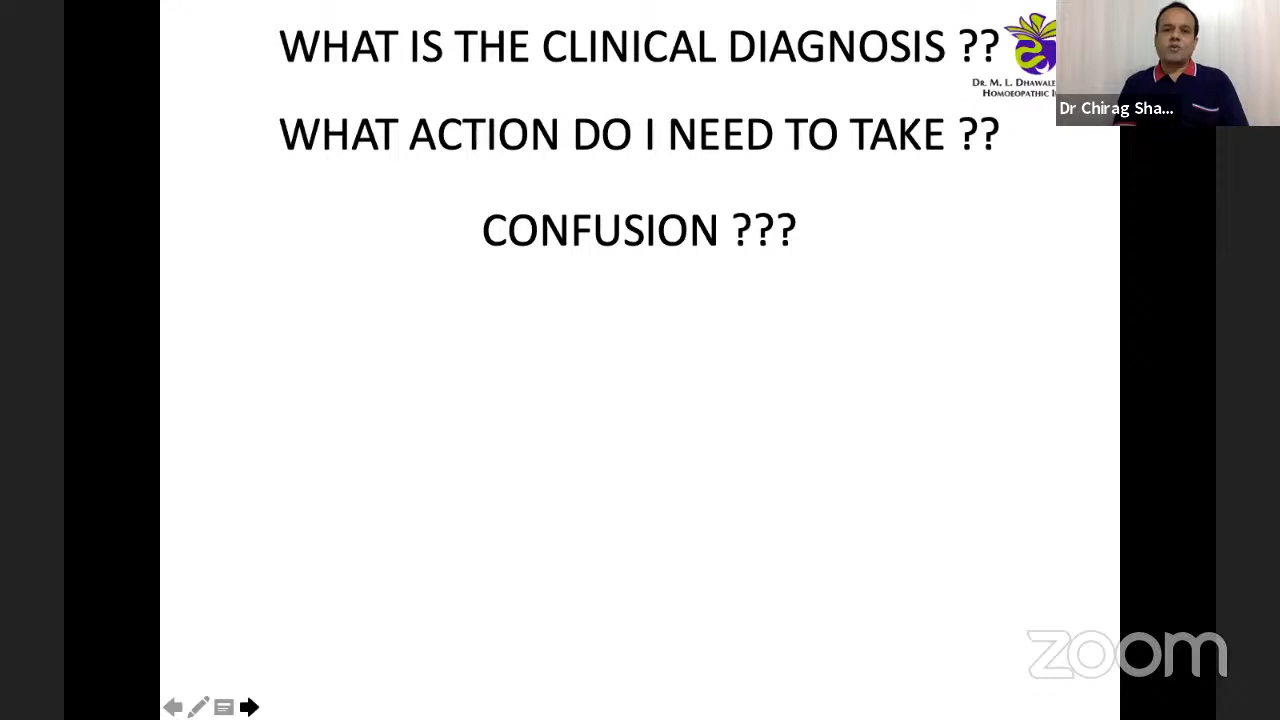 WHAT IS THE CLINICAL DIAGNOSIS ??
DR. M. L. DHAWALE
HOMOEOPATHIC
Dr Chirag Sha...
WHAT ACTION DO I NEED TO TAKE ??
CONFUSION ???
zoom